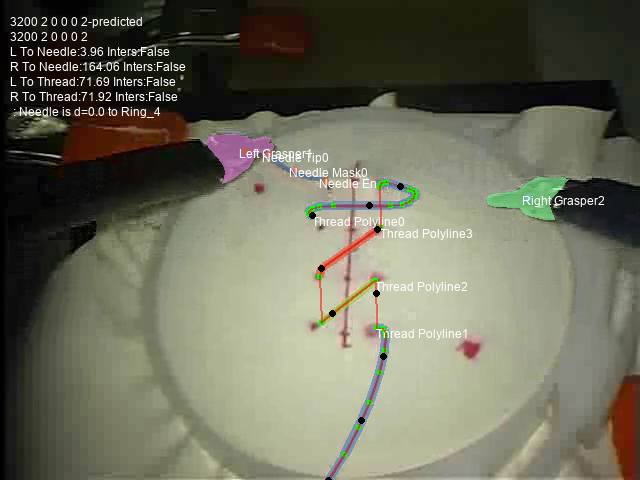 3200 2 0 0 0 2-predicted
3200 2 0 0 0 2
L To Needle:3.96 Inters:False
R To Needle:164.06 Inters:False
L To Thread:71.69 Inters:False
R To Thread:71.92 Inters:False
: Needle is d=0.0 to Ring_4
Left Grasper1
Needle Tip0
Needle Mask0
Needle En
Right Grasper2
Thread Polyline0
Thread Polyline3
Thread Polyline2
Thread Polyline1